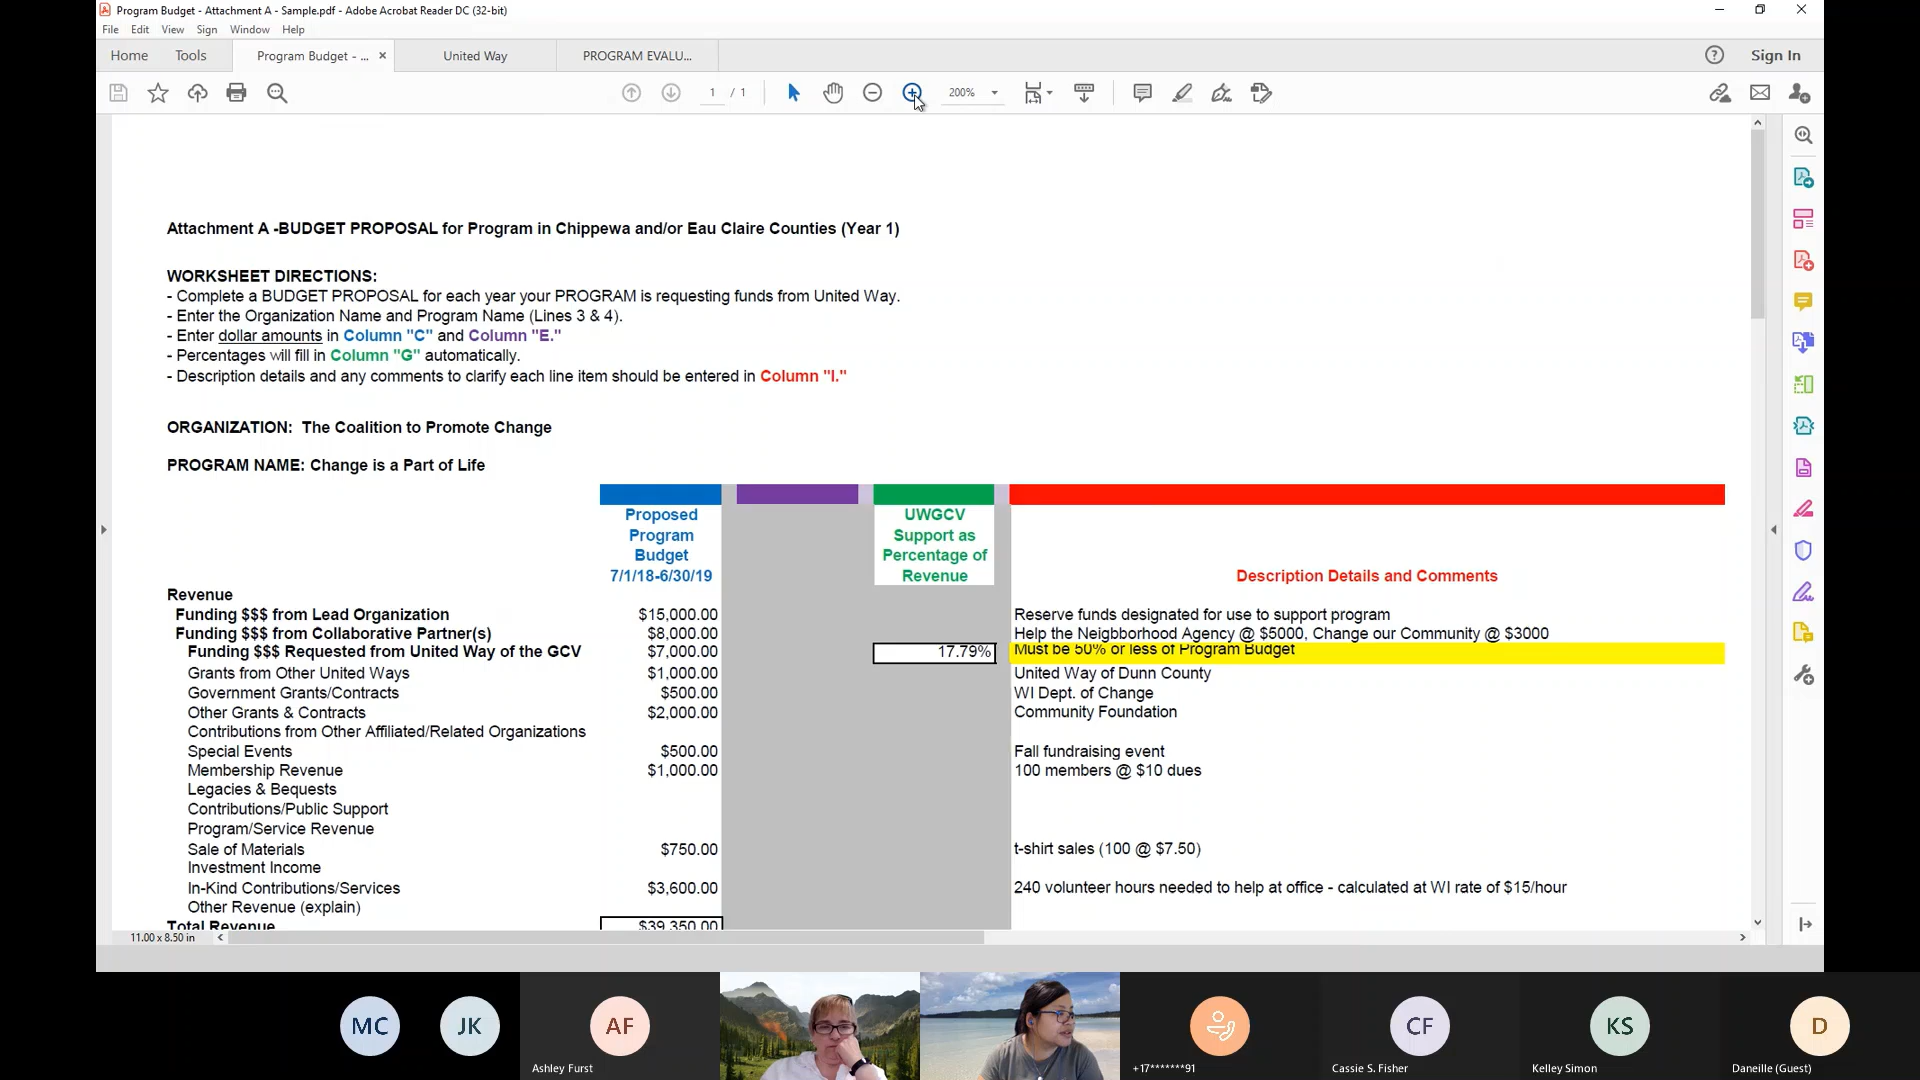 Program Budget - Attachment A - Sample.pdf - Adobe Acrobat Reader DC (32-bit)
File Edit View Sign Window Help
Home Tools Program Budget - ... × United Way PROGRAM EVALU... Sign In
1 / 1 200%
Attachment A -BUDGET PROPOSAL for Program in Chippewa and/or Eau Claire Counties (Year 1)
WORKSHEET DIRECTIONS:
- Complete a BUDGET PROPOSAL for each year your PROGRAM is requesting funds from United Way.
- Enter the Organization Name and Program Name (Lines 3 & 4).
- Enter dollar amounts in Column "C" and Column "E."
- Percentages will fill in Column "G" automatically.
- Description details and any comments to clarify each line item should be entered in Column "I."
ORGANIZATION: The Coalition to Promote Change
PROGRAM NAME: Change is a Part of Life
Proposed UWGCV
Program Support as
Budget Percentage of
7/1/18-6/30/19 Revenue Description Details and Comments
Revenue
Funding $$$ from Lead Organization $15,000.00 Reserve funds designated for use to support program
Funding $$$ from Collaborative Partner(s) $8,000.00 Help the Neigbborhood Agency @ $5000, Change our Community @ $3000
Funding $$$ Requested from United Way of the GCV $7,000.00 17.79% Must be 50% or less of Program Budget
Grants from Other United Ways $1,000.00 United Way of Dunn County
Government Grants/Contracts $500.00 WI Dept. of Change
Other Grants & Contracts $2,000.00 Community Foundation
Contributions from Other Affiliated/Related Organizations
Special Events $500.00 Fall fundraising event
Membership Revenue $1,000.00 100 members @ $10 dues
Legacies & Bequests
Contributions/Public Support
Program/Service Revenue
Sale of Materials $750.00 t-shirt sales (100 @ $7.50)
Investment Income
In-Kind Contributions/Services $3,600.00 240 volunteer hours needed to help at office - calculated at WI rate of $15/hour
Other Revenue (explain)
Total Revenue $39,350.00
11.00 x 8.50 in
MC JK AF CF KS D
Ashley Furst +17*******91 Cassie S. Fisher Kelley Simon Daneille (Guest)